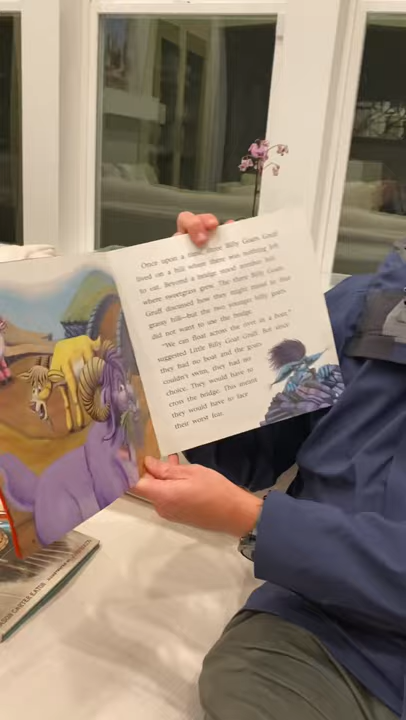 Once upon a time, three Billy Goats Gruff
lived on a hill where there was nothing left
to eat. Beyond a bridge stood another hill
where sweetgrass grew. The three Billy Goats
Gruff discussed how they might travel to that
grassy hill—but the two younger billy goats
did not want to use the bridge.
"We can float across the river in a boat,"
suggested Little Goat Gruff. But since
they had no boat and the goats
couldn't swim, they had no
choice. They would have to
cross the bridge. This meant
they would have to face
their worst fear.
CARTER EATON